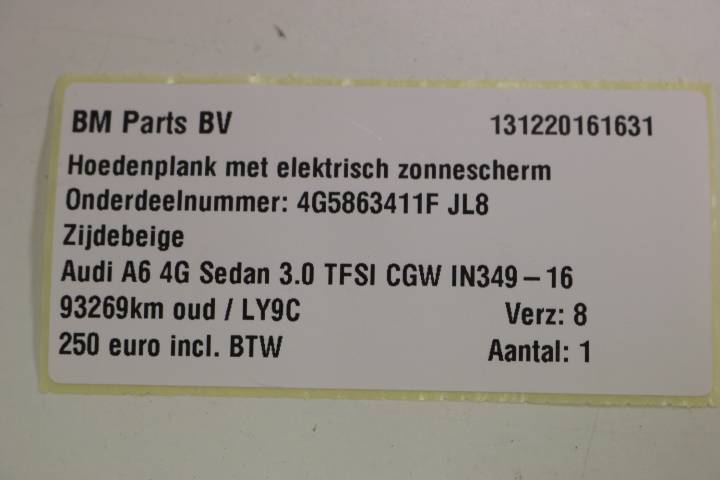 BM Parts BV 131220161631
Hoedenplank met elektrisch zonnescherm
Onderdeelnummer: 4G5863411F JL8
Zijdebeige
Audi A6 4G Sedan 3.0 TFSI CGW IN349 – 16
93269km oud / LY9C Verz: 8
250 euro incl. BTW Aantal: 1